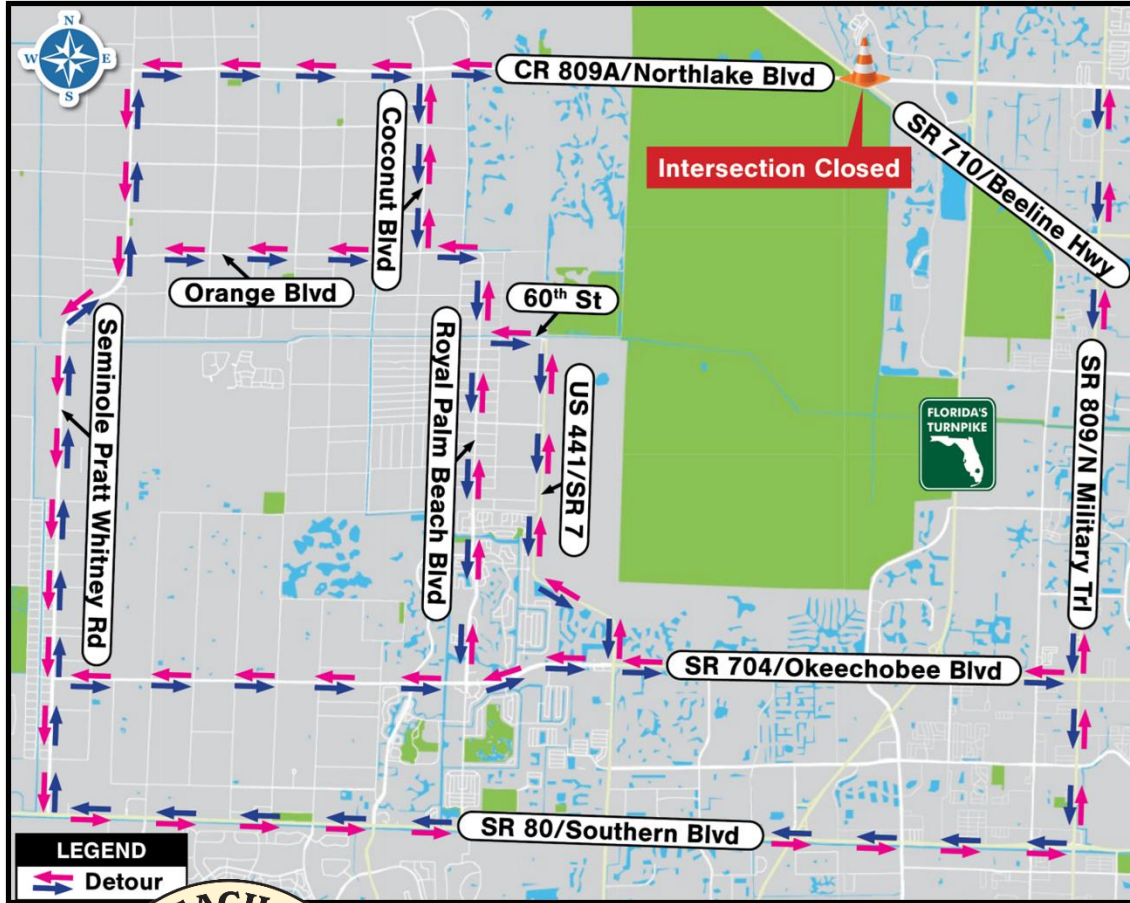 N
W
E
S
CR 809A/Northlake Blvd
SR 710/Beeline Hwy
Intersection Closed
Coconut Blvd
Orange Blvd
60th St
Seminole Pratt Whitney Rd
Royal Palm Beach Blvd
US 441/SR 7
FLORIDA'S
TURNPIKE
SR 809/N Military Trl
SR 704/Okeechobee Blvd
SR 80/Southern Blvd
LEGEND
Detour